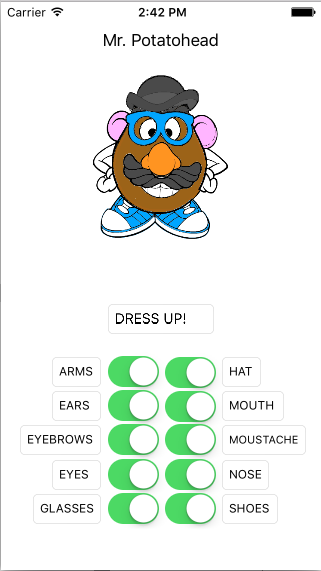 Carrier 2:42 PM
Mr. Potatohead
DRESS UP!
ARMS HAT
EARS MOUTH
EYEBROWS MOUSTACHE
EYES NOSE
GLASSES SHOES